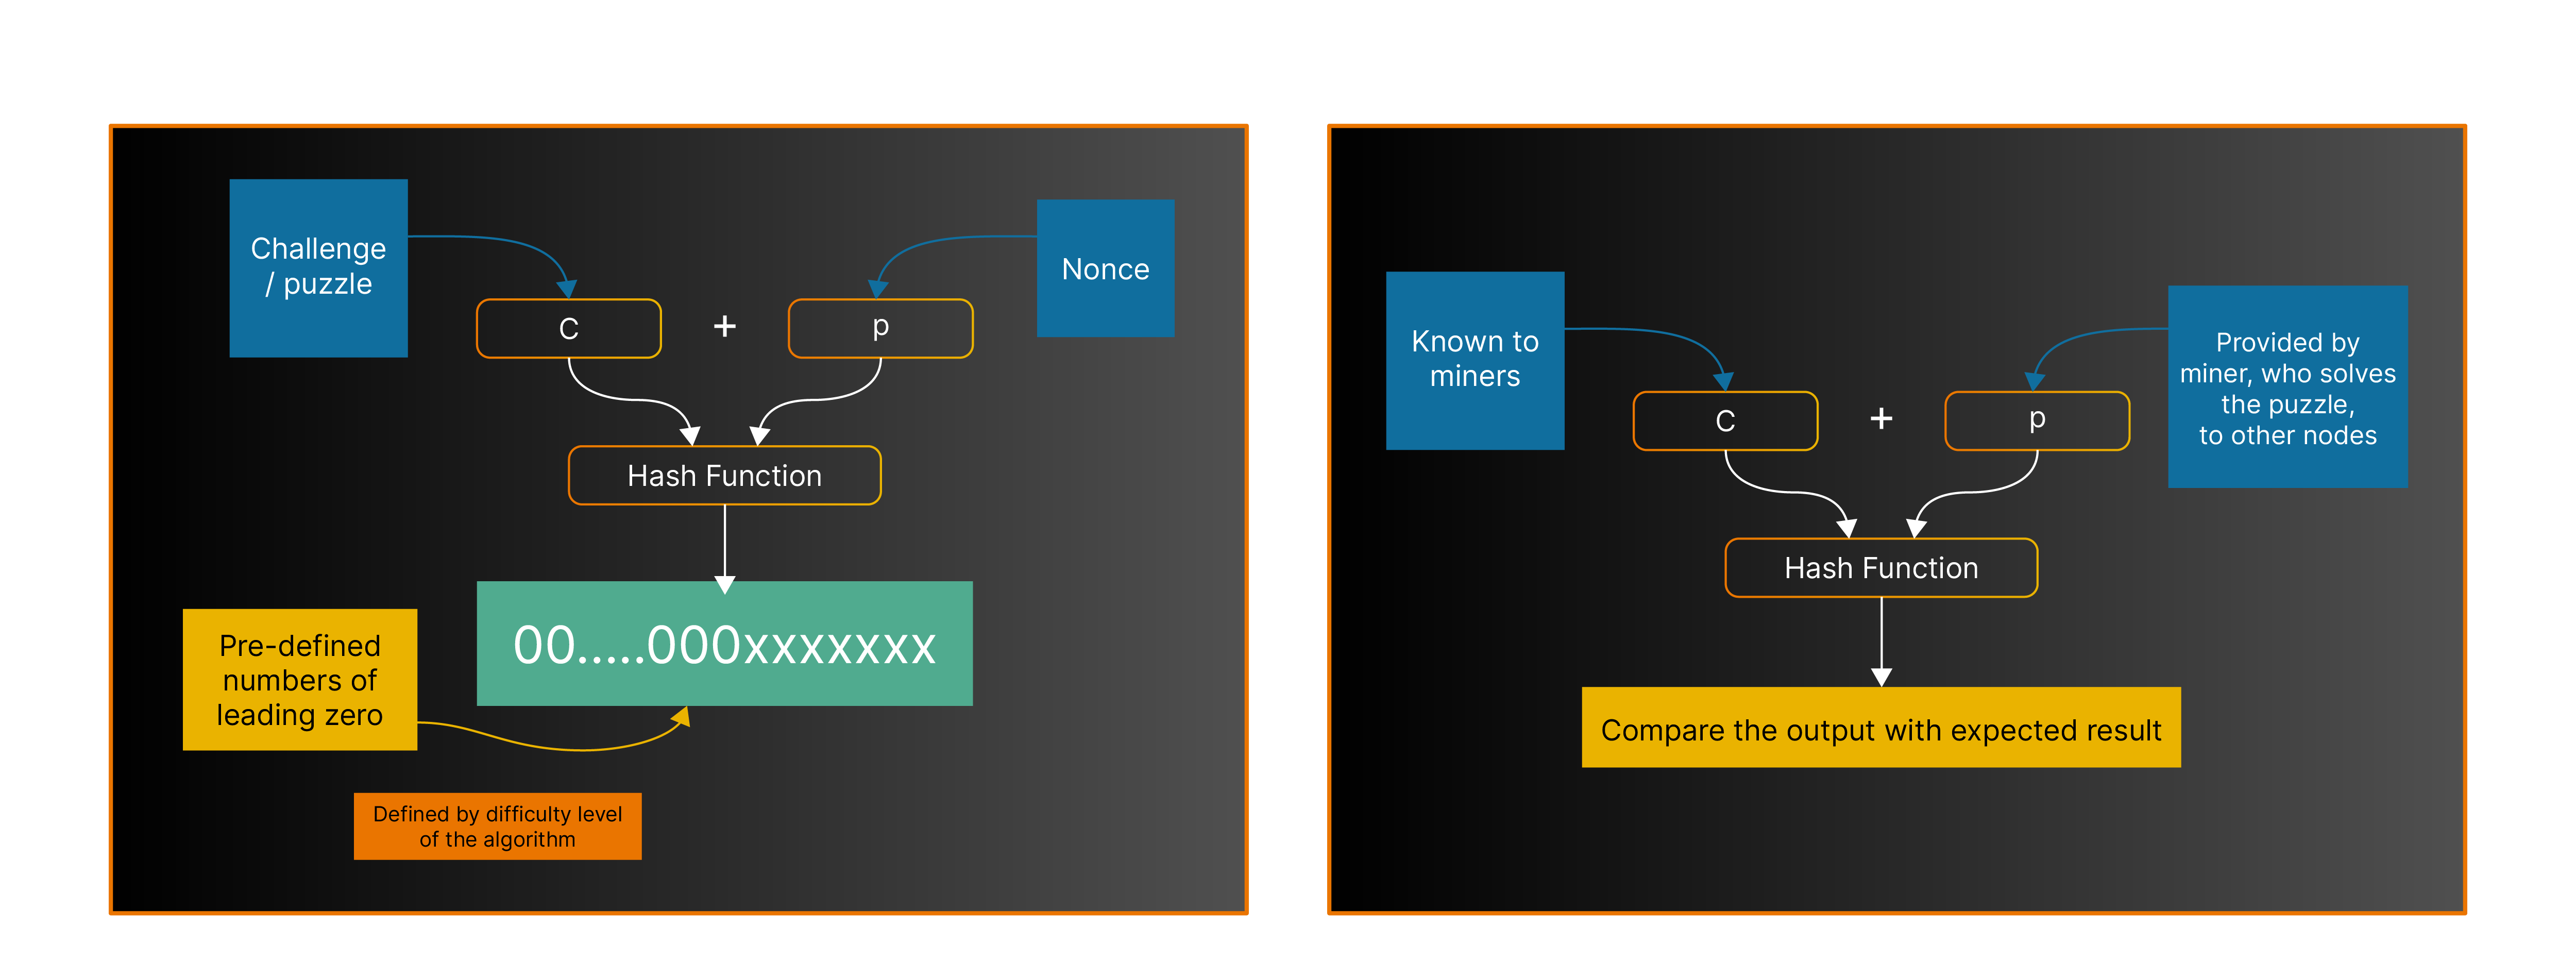 Challenge
/ puzzle
Nonce
C
+
p
Hash Function
00.....000xxxxxxx
Pre-defined
numbers of
leading zero
Defined by difficulty level
of the algorithm
Known to
miners
Provided by
miner, who solves
the puzzle,
to other nodes
C
+
p
Hash Function
Compare the output with expected result